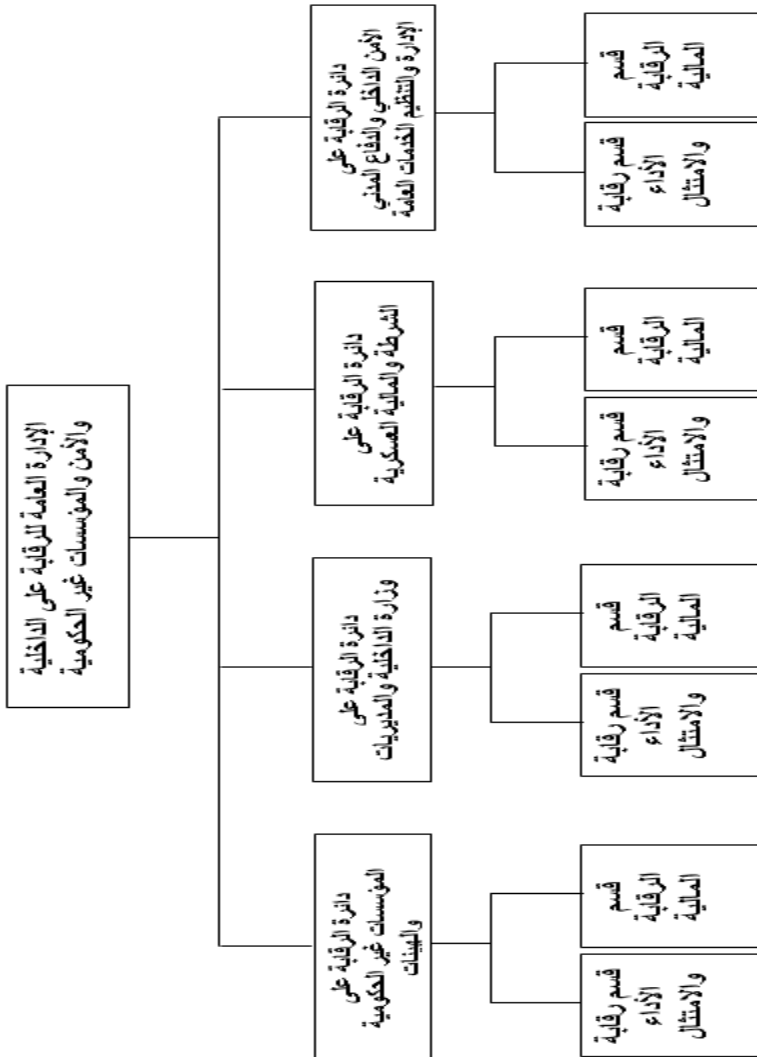 الإدارة العامة للرقابة على الداخلية
والأمن والمؤسسات غير الحكومية
دائرة الرقابة على
الأمن الداخلي والدفاع المدني
الإدارة والتنظيم الخدمات العامة
دائرة الرقابة على
الشرطة والمالية العسكرية
دائرة الرقابة على
وزارة الداخلية والمديريات
دائرة الرقابة على
المؤسسات غير الحكومية
والهيئات
قسم
الرقابة
المالية
قسم رقابة
الأداء
والامتثال
قسم
الرقابة
المالية
قسم رقابة
الأداء
والامتثال
قسم
الرقابة
المالية
قسم رقابة
الأداء
والامتثال
قسم
الرقابة
المالية
قسم رقابة
الأداء
والامتثال